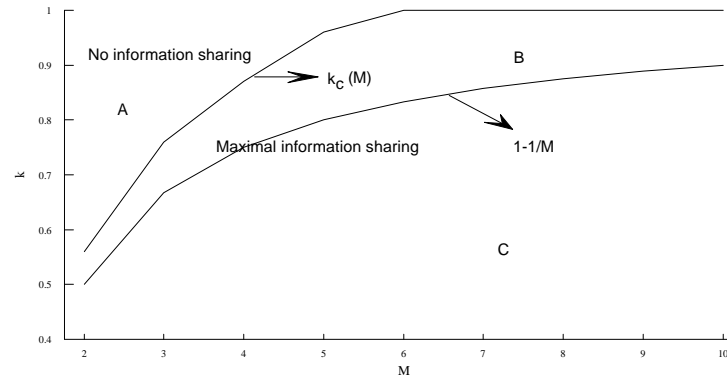 1
No information sharing
B
0.9
k_c (M)
A
0.8
Maximal information sharing
1-1/M
k
0.7
0.6
C
0.5
0.4
2 3 4 5 6 7 8 9 10
M